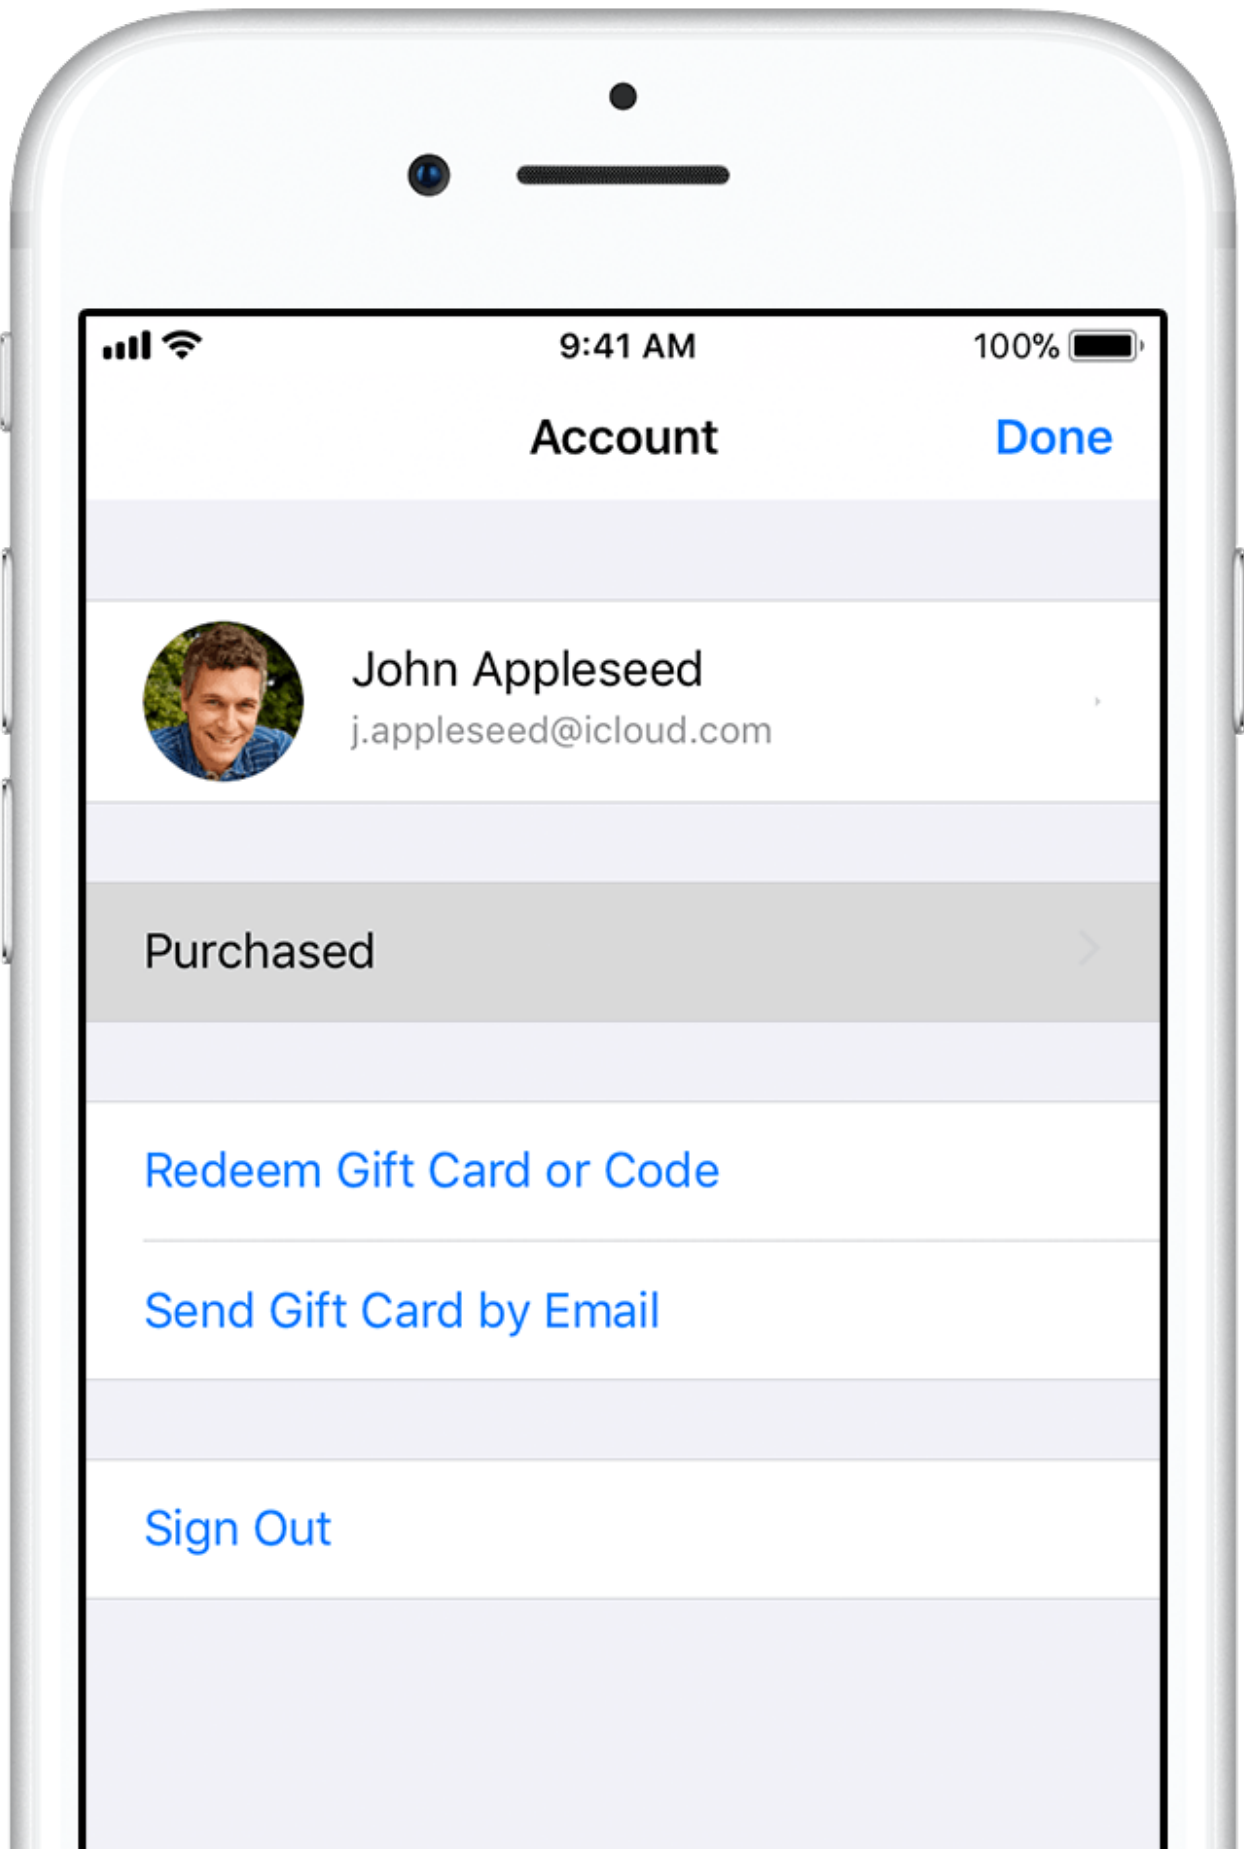 9:41 AM 100%
Account Done
John Appleseed
j.appleseed@icloud.com
Purchased
Redeem Gift Card or Code
Send Gift Card by Email
Sign Out